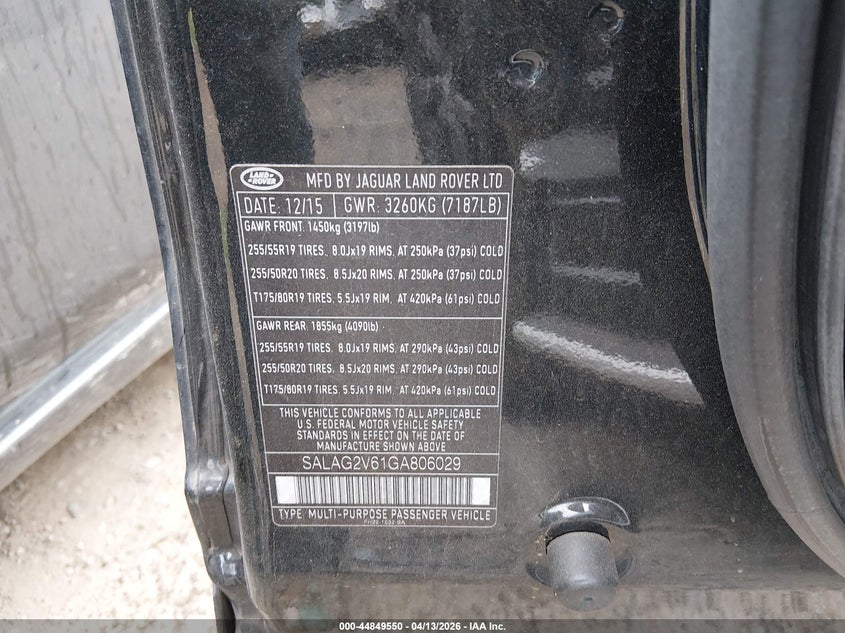 LAND ROVER
MFD BY JAGUAR LAND ROVER LTD
DATE: 12/15 GWR: 3260KG (7187LB)
GAWR FRONT. 1450kg (3197lb)
255/55R19 TIRES. 8.0Jx19 RIMS. AT 250kPa (37psi) COLD
255/50R20 TIRES. 8.5Jx20 RIMS. AT 250kPa (37psi) COLD
T175/80R19 TIRES. 5.5Jx19 RIM. AT 420kPa (61psi) COLD
GAWR REAR. 1855kg (4090lb)
255/55R19 TIRES. 8.0Jx19 RIMS. AT 290kPa (43psi) COLD
255/50R20 TIRES. 8.5Jx20 RIMS. AT 290kPa (43psi) COLD
T175/80R19 TIRES. 5.5Jx19 RIM. AT 420kPa (61psi) COLD
THIS VEHICLE CONFORMS TO ALL APPLICABLE
U.S. FEDERAL MOTOR VEHICLE SAFETY
STANDARDS IN EFFECT ON THE DATE OF
MANUFACTURE SHOWN ABOVE
SALAG2V61GA806029
TYPE: MULTI-PURPOSE PASSENGER VEHICLE
000-44849550 - 04/13/2026 - IAA Inc.